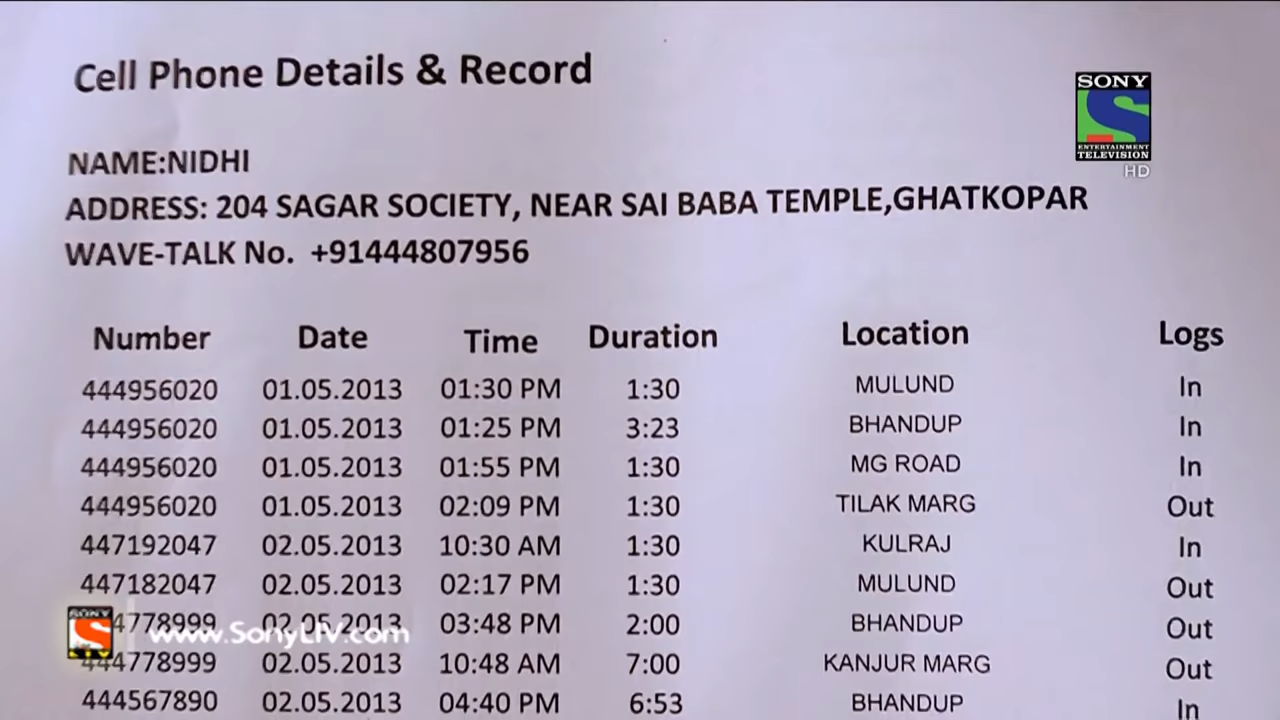 Cell Phone Details & Record
SONY
ENTERTAINMENT
TELEVISION
HD
NAME:NIDHI
ADDRESS: 204 SAGAR SOCIETY, NEAR SAI BABA TEMPLE,GHATKOPAR
WAVE-TALK No. +91444807956
Number Date Time Duration Location Logs
444956020 01.05.2013 01:30 PM 1:30 MULUND In
444956020 01.05.2013 01:25 PM 3:23 BHANDUP In
444956020 01.05.2013 01:55 PM 1:30 MG ROAD In
444956020 01.05.2013 02:09 PM 1:30 TILAK MARG Out
447192047 02.05.2013 10:30 AM 1:30 KULRAJ In
447182047 02.05.2013 02:17 PM 1:30 MULUND Out
02.05.2013 03:48 PM 2:00 BHANDUP Out
SONY
LIV
www.SonyLIV.com
444778999 02.05.2013 10:48 AM 7:00 KANJUR MARG Out
444567890 02.05.2013 04:40 PM 6:53 BHANDUP In